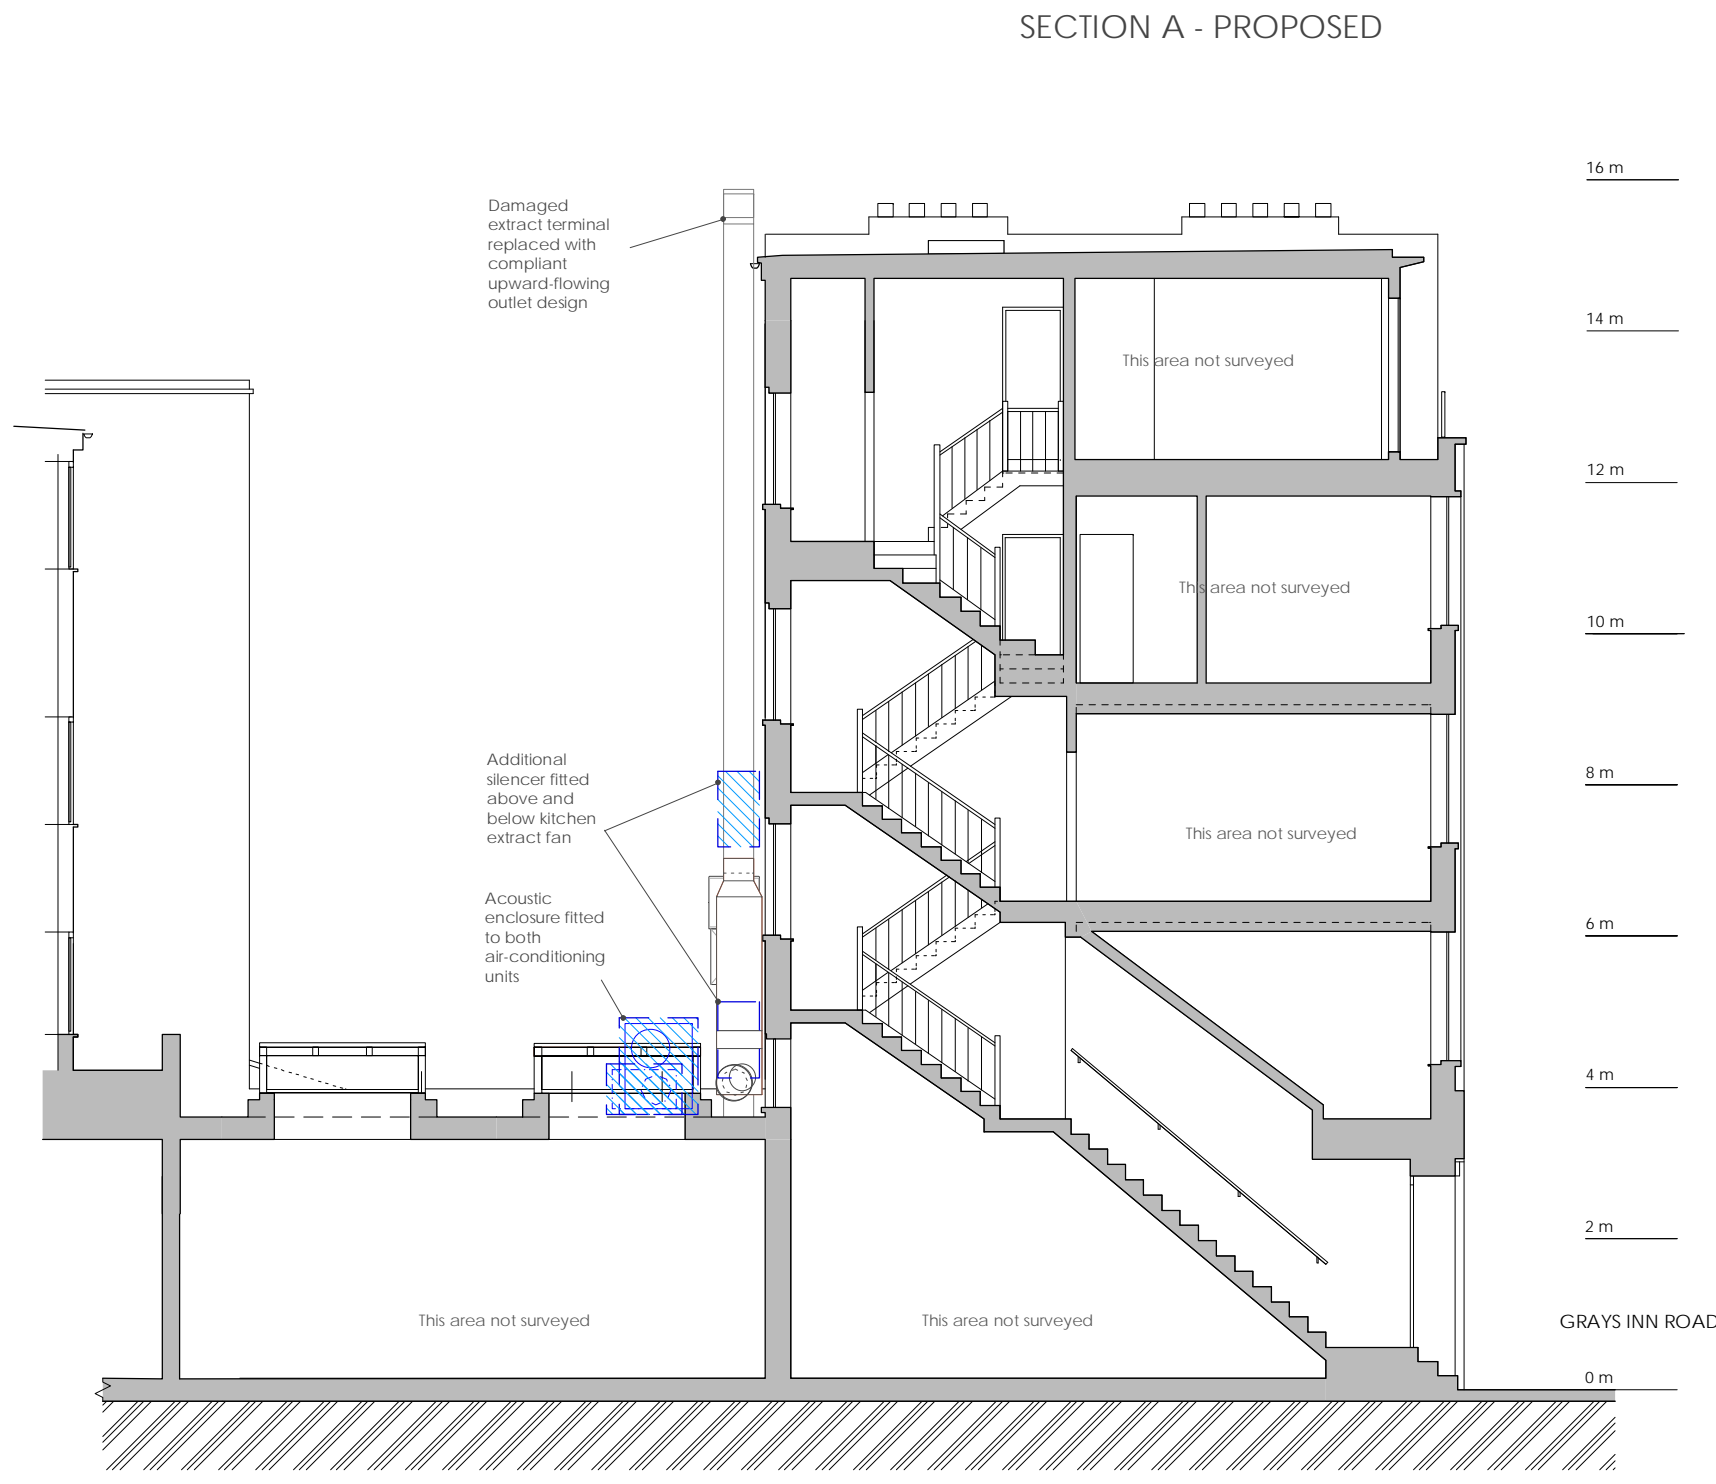 SECTION A - PROPOSED
16 m
Damaged
extract terminal
replaced with
compliant
upward-flowing
outlet design
14 m
This area not surveyed
12 m
This area not surveyed
10 m
Additional
silencer fitted
above and
below kitchen
extract fan
8 m
This area not surveyed
Acoustic
enclosure fitted
to both
air-conditioning
units
6 m
4 m
2 m
This area not surveyed
This area not surveyed
GRAYS INN ROAD
0 m